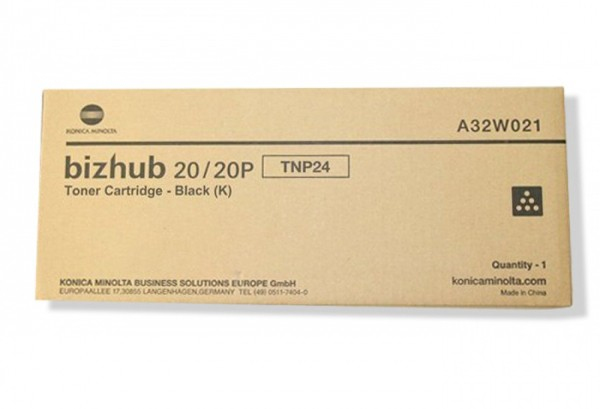 KONICA MINOLTA
A32W021
bizhub 20/20P TNP24
Toner Cartridge - Black (K)
Quantity - 1
KONICA MINOLTA BUSINESS SOLUTIONS EUROPE GmbH
konicaminolta.com
EUROPAALLEE 17,30855 LANGENHAGEN,GERMANY TEL (49) 0511-7404-0
Made in China